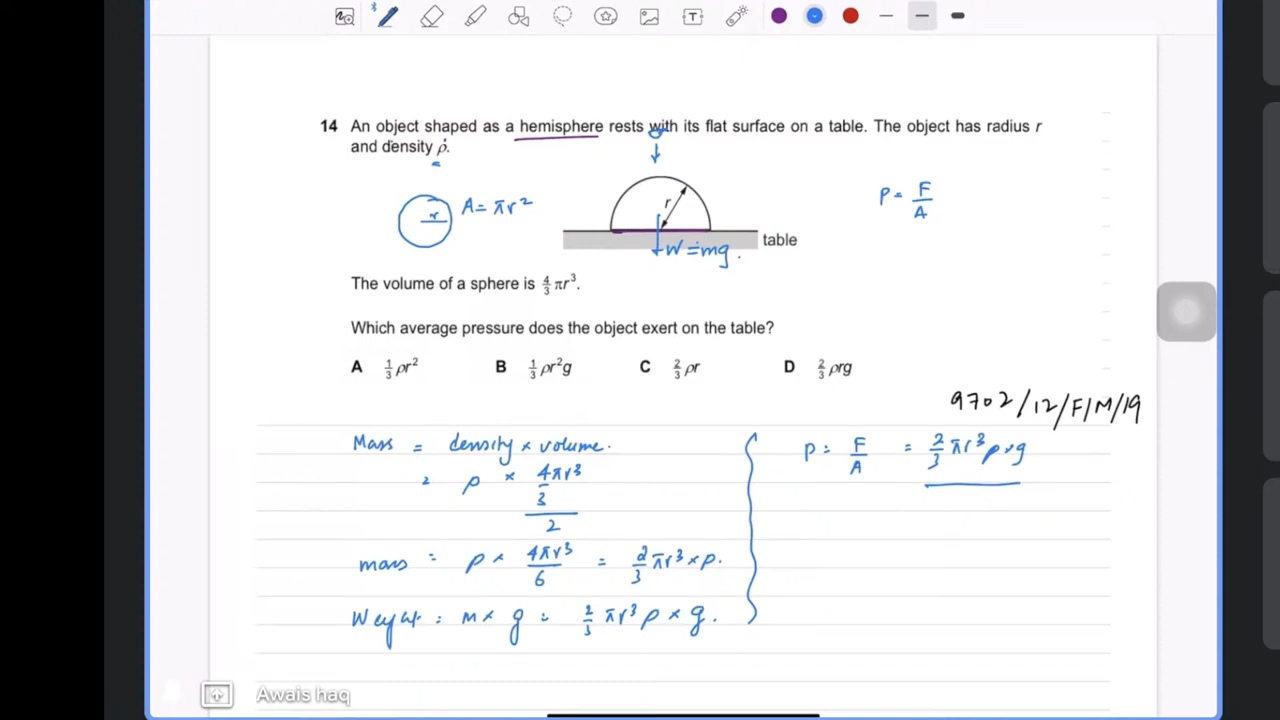 14 An object shaped as a hemisphere rests with its flat surface on a table. The object has radius r
and density ρ.
r A = πr²
r
P = F/A
W = mg.
table
The volume of a sphere is 4/3 πr³.
Which average pressure does the object exert on the table?
A 1/3 ρr² B 1/3 ρr²g C 2/3 ρr D 2/3 ρrg
9702/12/F/M/19
Mass = density × volume.
= ρ × 4πr³/3 / 2
mass = ρ × 4πr³/6 = 2/3 πr³ × ρ.
Weight = m × g = 2/3 πr³ ρ × g.
P = F/A = 2/3 πr³ ρ × g
Awais haq